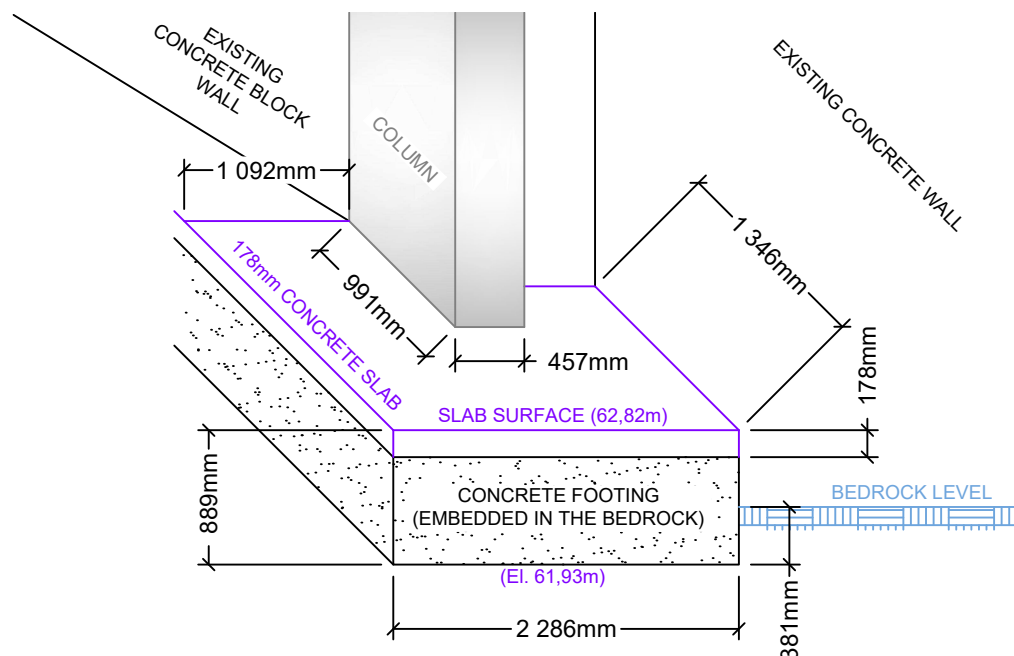 EXISTING
CONCRETE BLOCK
WALL
EXISTING CONCRETE WALL
COLUMN
1 092mm
1 346mm
991mm
178mm CONCRETE SLAB
457mm
178mm
SLAB SURFACE (62,82m)
889mm
CONCRETE FOOTING
(EMBEDDED IN THE BEDROCK)
BEDROCK LEVEL
(El. 61,93m)
381mm
2 286mm